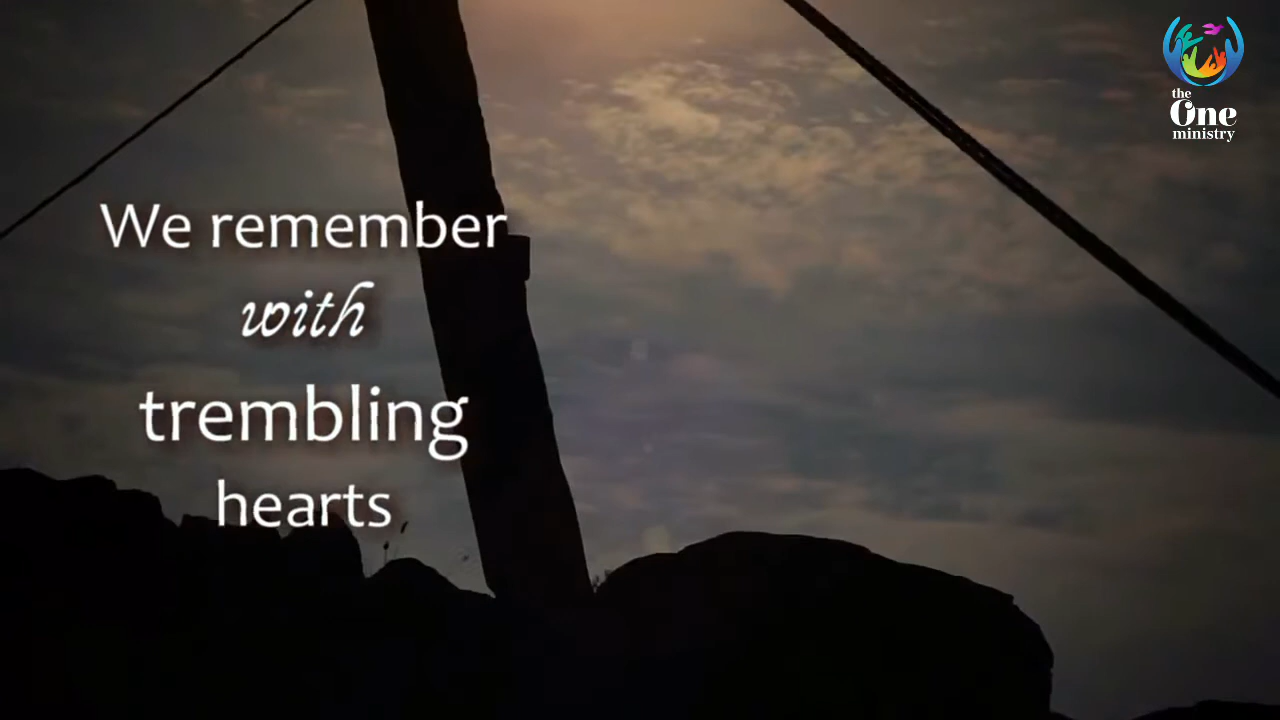 the
One
ministry
We remember
with
trembling
hearts